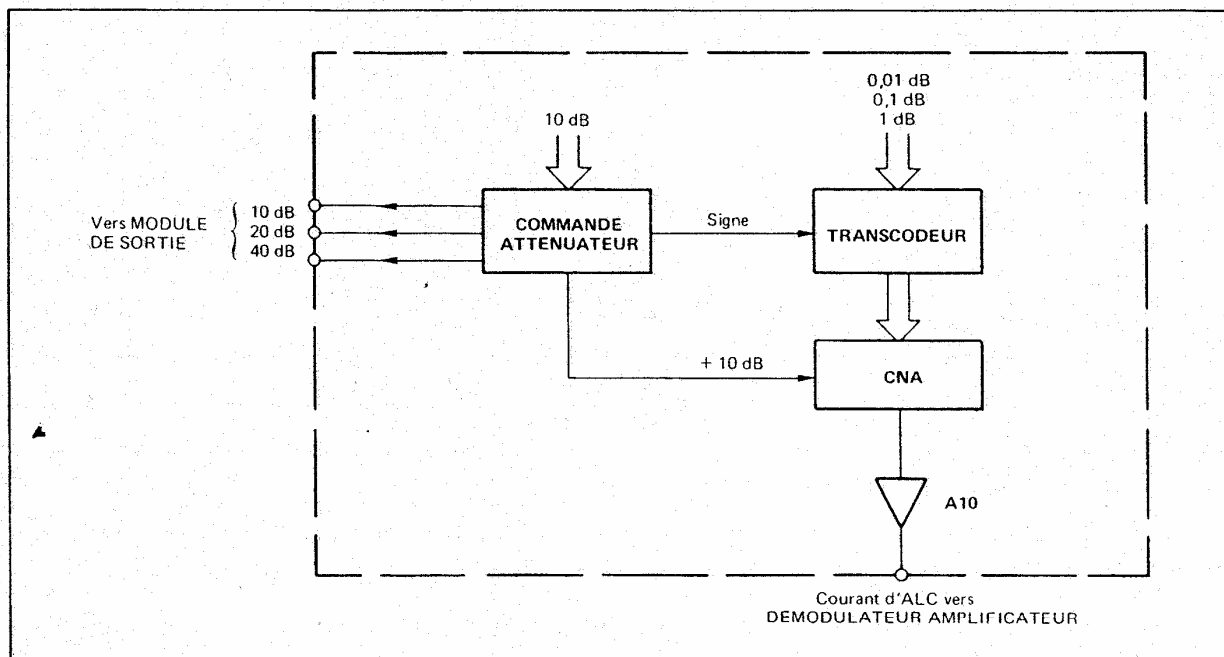 0,01 dB
0,1 dB
1 dB
10 dB
Vers MODULE
DE SORTIE
10 dB
20 dB
40 dB
COMMANDE
ATTENUATEUR
Signe
TRANSCODEUR
+ 10 dB
CNA
A10
Courant d'ALC vers
DEMODULATEUR AMPLIFICATEUR